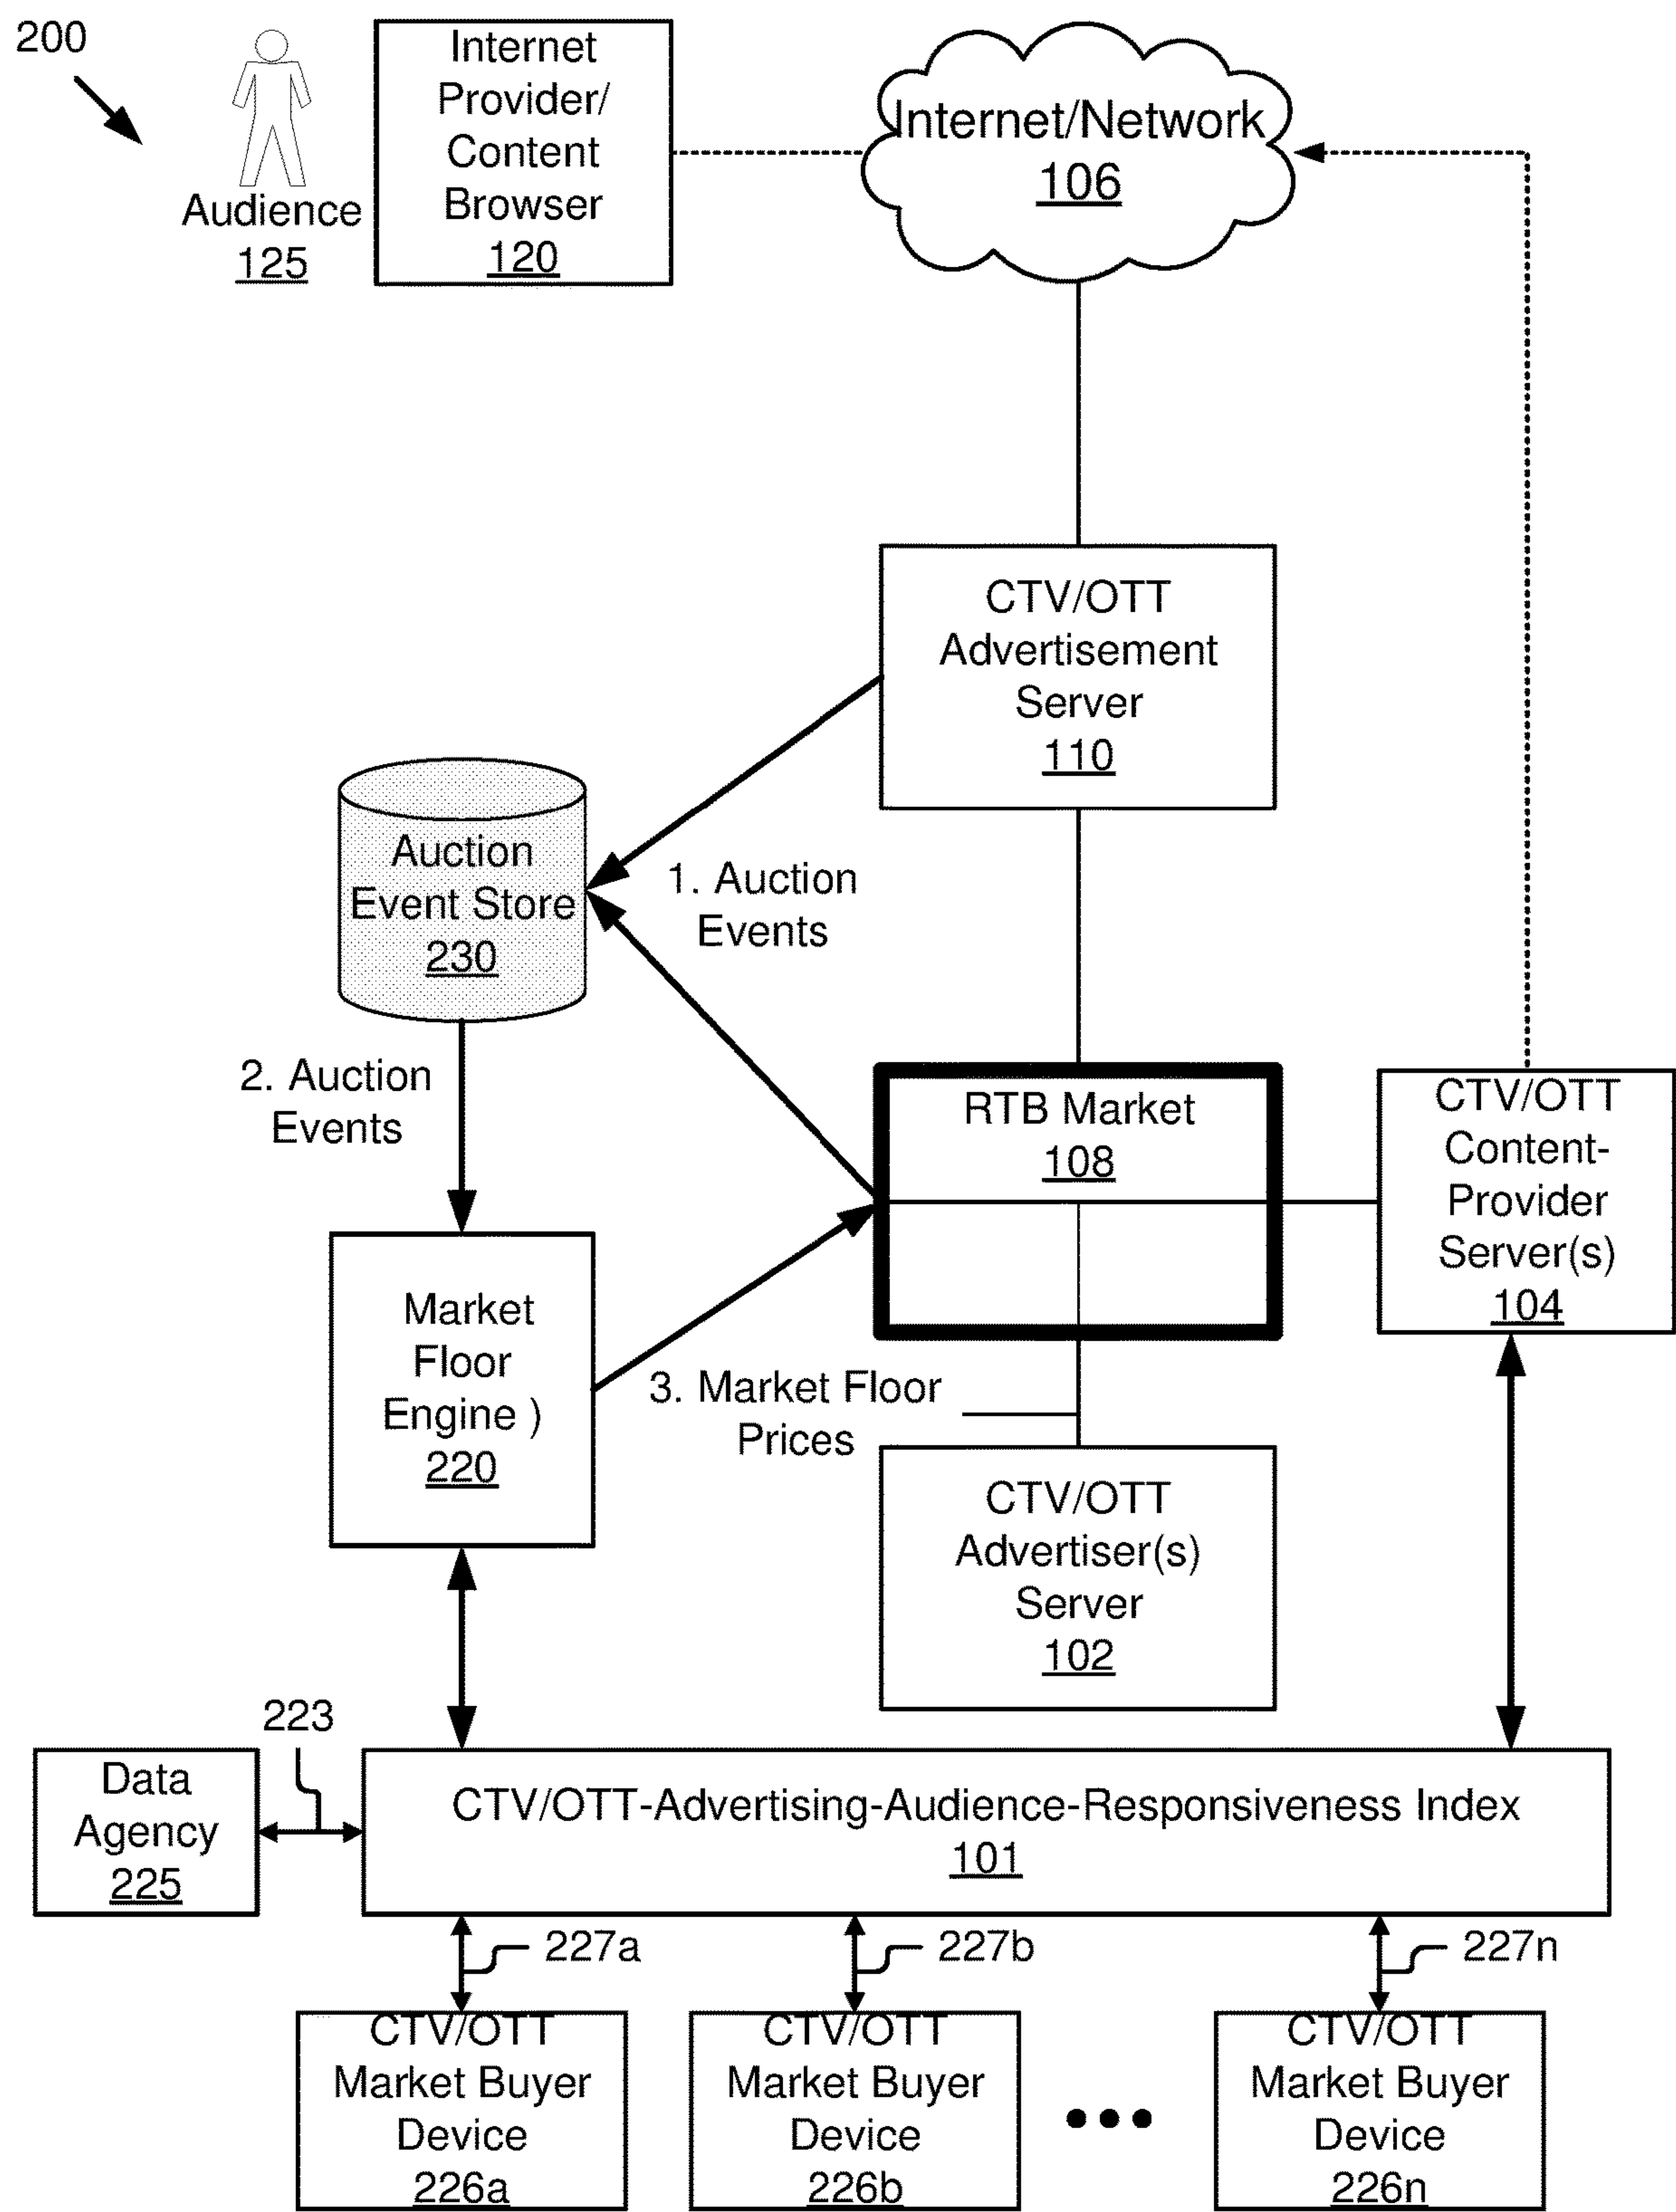 200
Audience
125
Internet
Provider/
Content
Browser
120
Internet/Network
106
CTV/OTT
Advertisement
Server
110
Auction
Event Store
230
1. Auction
Events
2. Auction
Events
RTB Market
108
CTV/OTT
Content-
Provider
Server(s)
104
Market
Floor
Engine )
220
3. Market Floor
Prices
CTV/OTT
Advertiser(s)
Server
102
223
Data
Agency
225
CTV/OTT-Advertising-Audience-Responsiveness Index
101
227a
227b
227n
CTV/OTT
Market Buyer
Device
226a
CTV/OTT
Market Buyer
Device
226b
CTV/OTT
Market Buyer
Device
226n